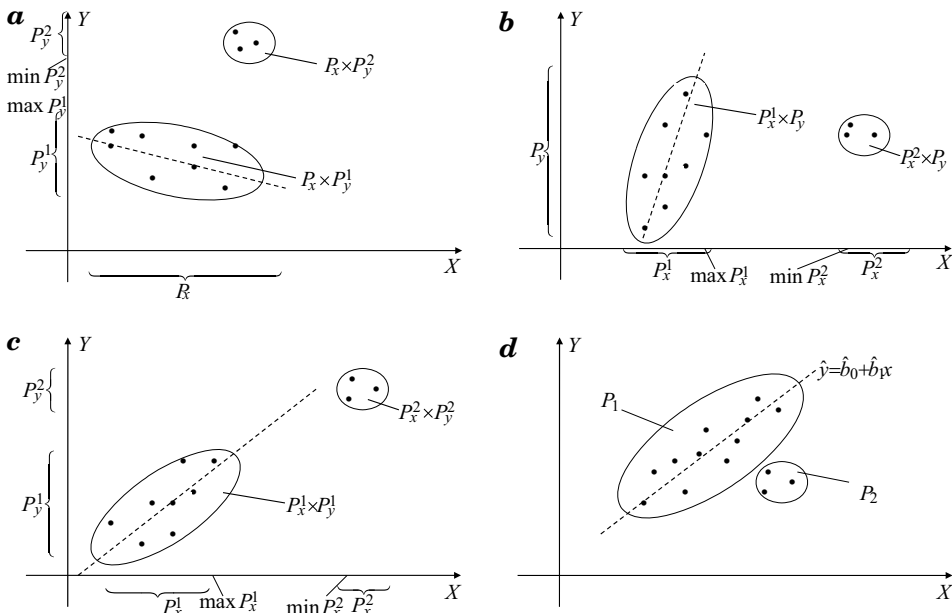 a
Y
P_y^2
min P_y^2
max P_y^1
P_y^1
P_x×P_y^2
P_x×P_y^1
X
P_x
b
Y
P_y
P_x^1×P_y
P_x^2×P_y
X
P_x^1
max P_x^1
min P_x^2
P_x^2
c
Y
P_y^2
P_y^1
P_x^2×P_y^2
P_x^1×P_y^1
X
P_x^1
max P_x^1
min P_x^2
P_x^2
d
Y
ŷ=b̂_0+b̂_1x
P_1
P_2
X